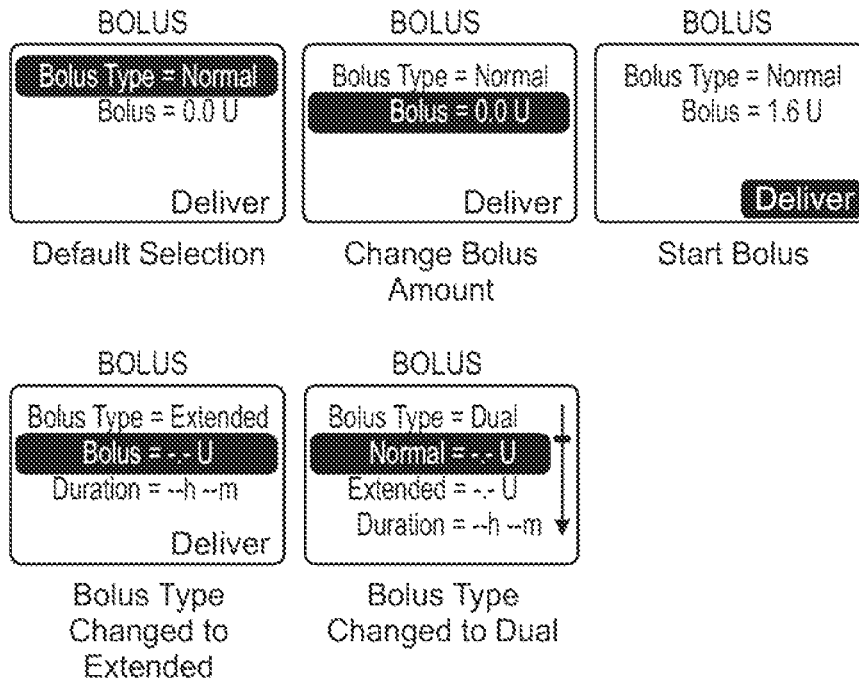 BOLUS
Bolus Type = Normal
Bolus = 0.0 U
Deliver
Default Selection
BOLUS
Bolus Type = Normal
Bolus = 0.0 U
Deliver
Change Bolus
Amount
BOLUS
Bolus Type = Normal
Bolus = 1.6 U
Deliver
Start Bolus
BOLUS
Bolus Type = Extended
Bolus = -.- U
Duration = --h --m
Deliver
Bolus Type
Changed to
Extended
BOLUS
Bolus Type = Dual
Normal = -.- U
Extended = -.- U
Duration = --h --m
Bolus Type
Changed to Dual